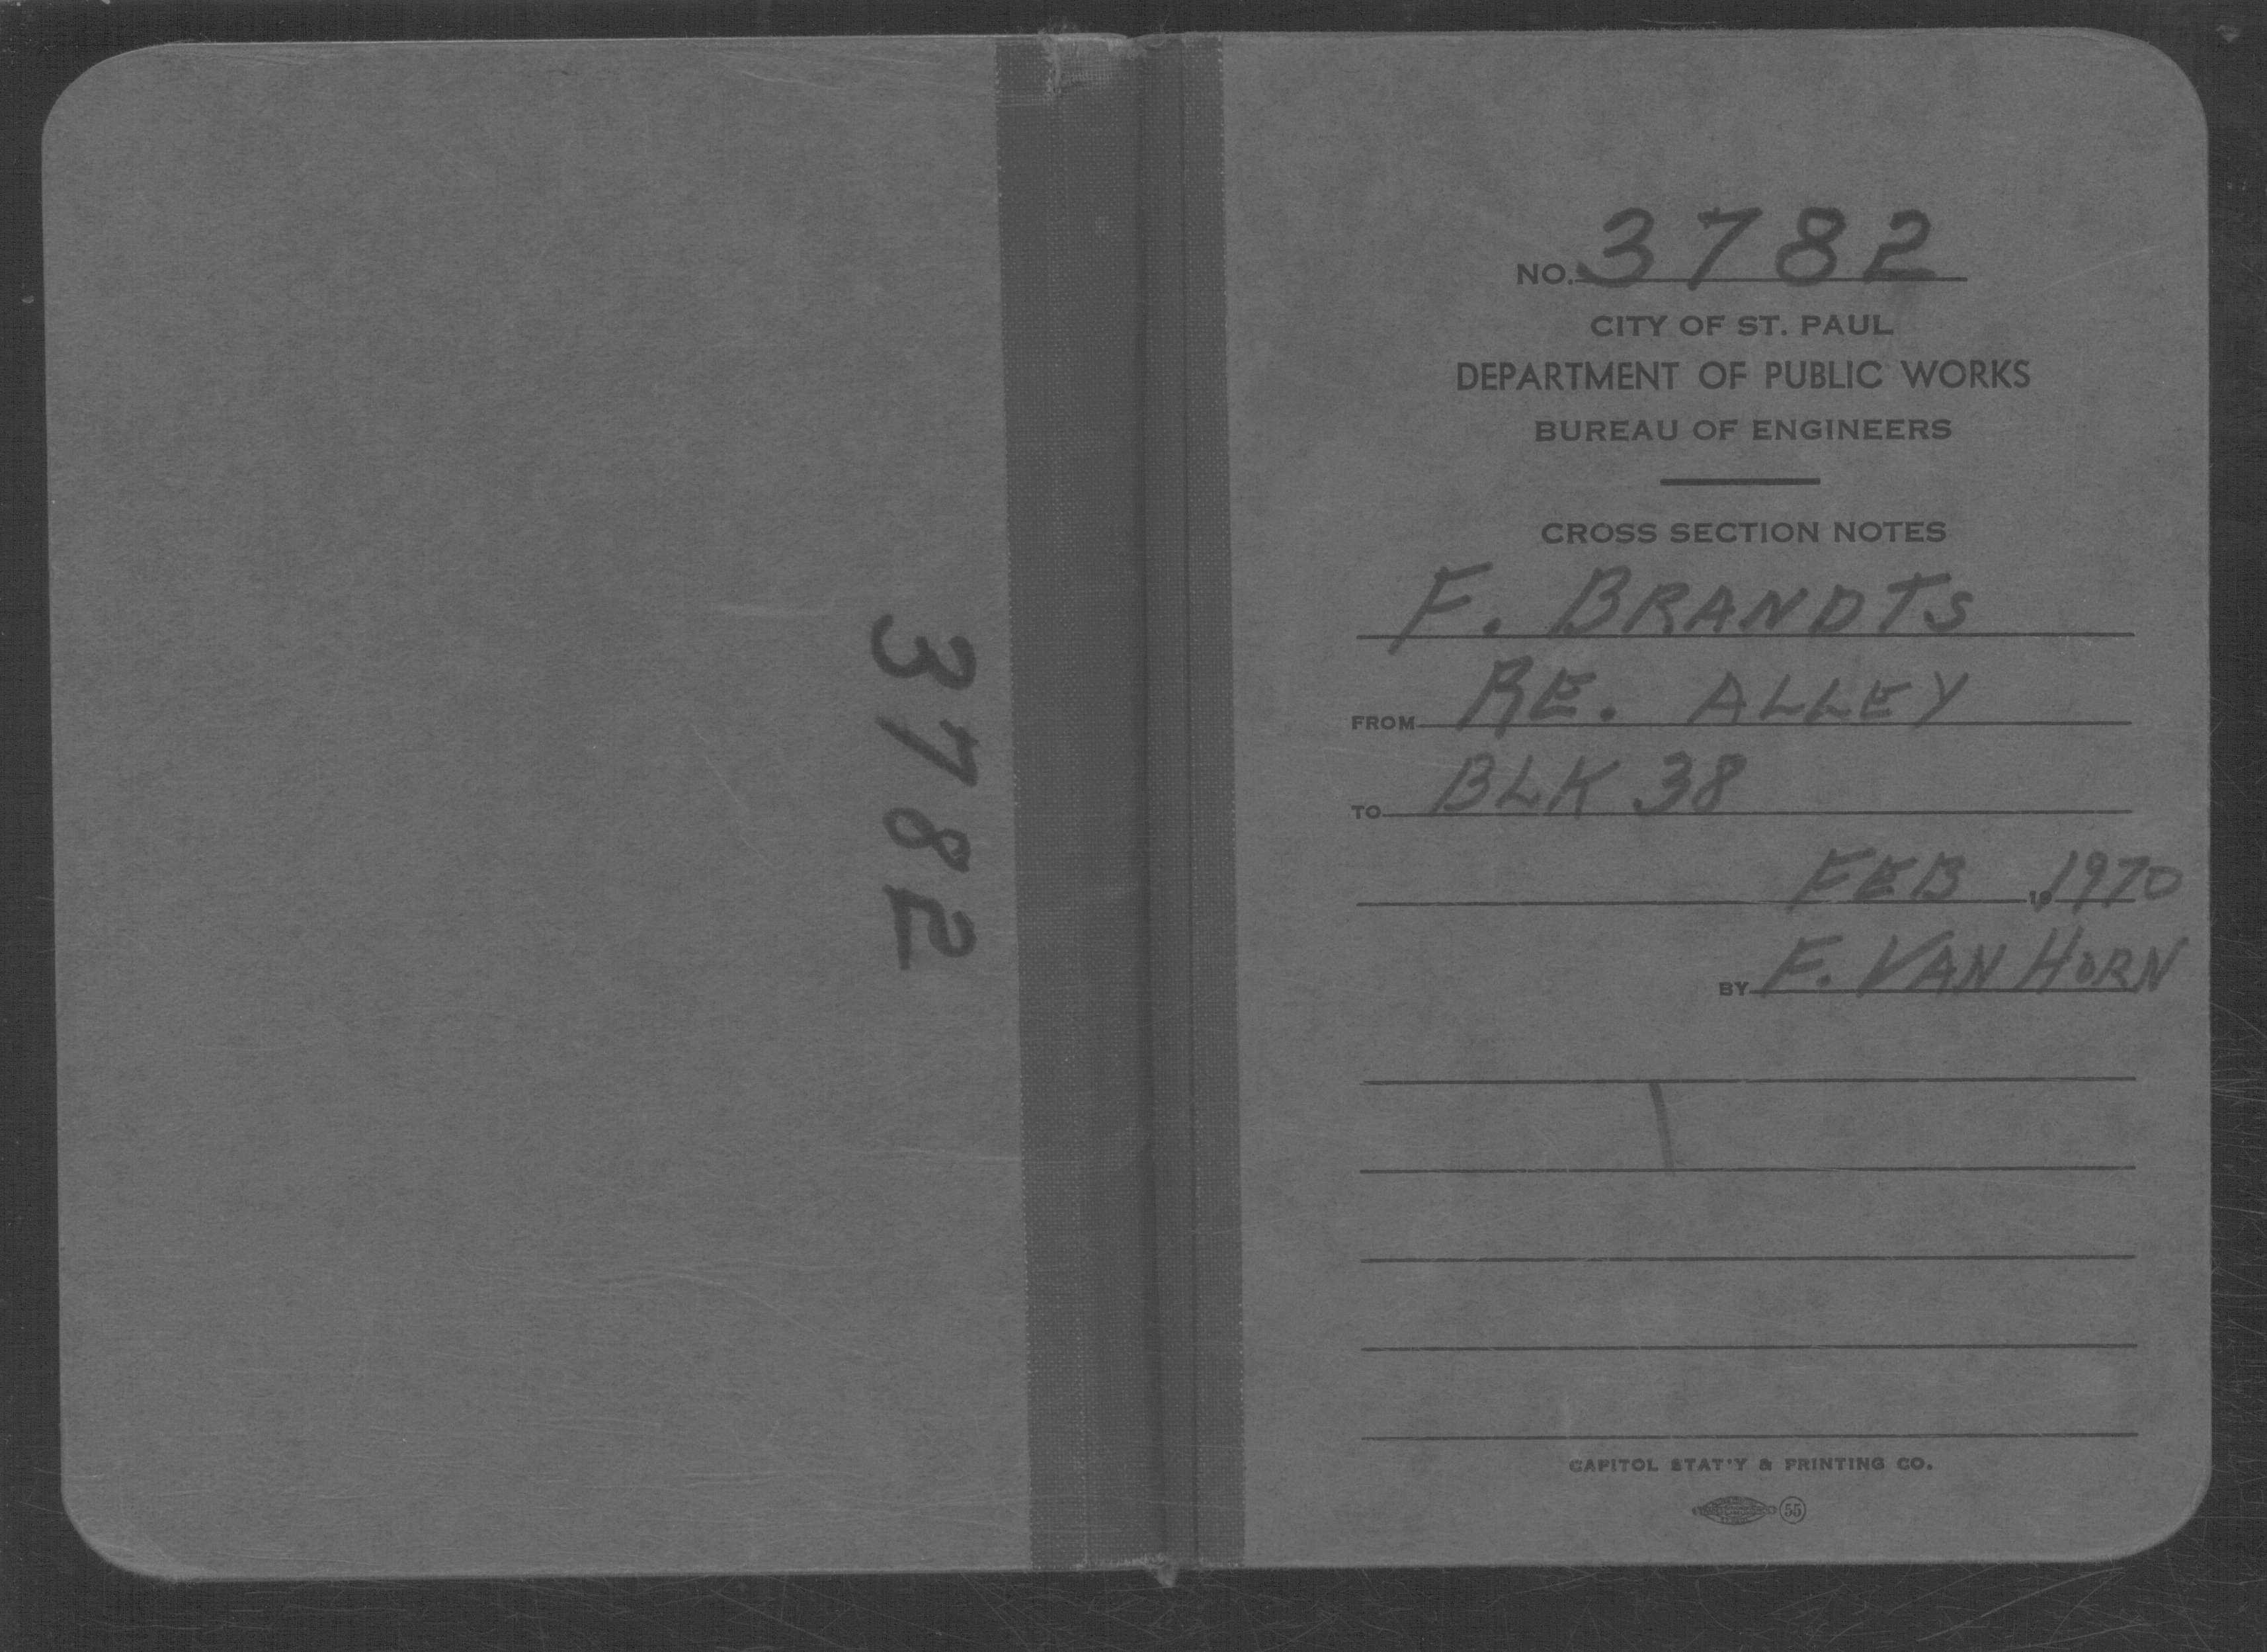 3782
NO. 3782
CITY OF ST. PAUL
DEPARTMENT OF PUBLIC WORKS
BUREAU OF ENGINEERS
CROSS SECTION NOTES
F. BRANDTS
FROM RE. ALLEY
TO BLK 38
FEB 19 1970
BY F. VAN HORN
CAPITOL STAT'Y & PRINTING CO.
55